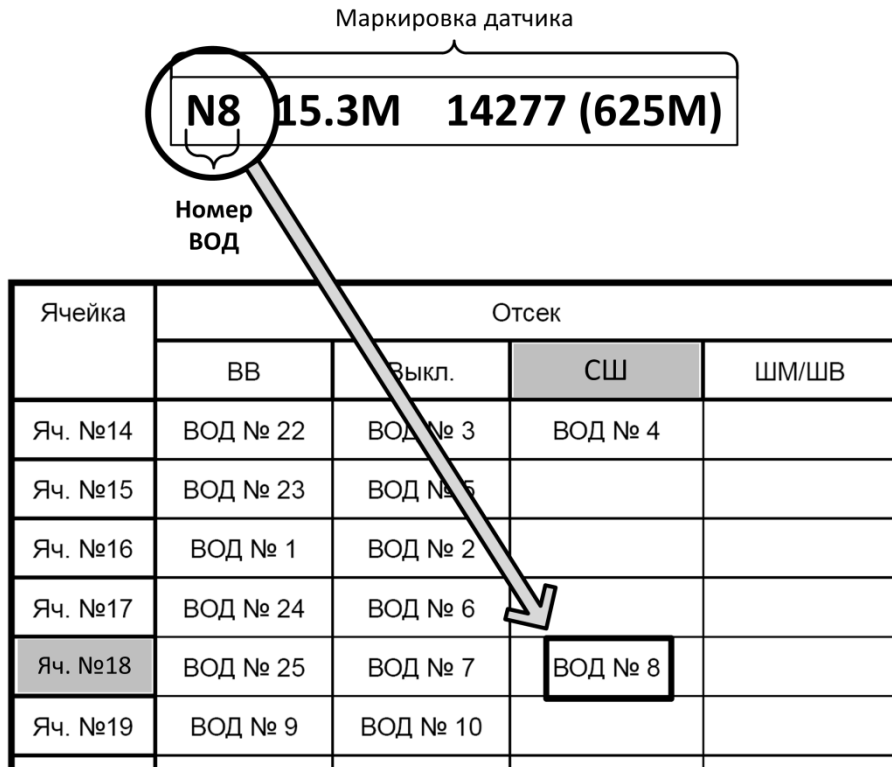 Маркировка датчика
N8 15.3М 14277 (625М)
Номер
ВОД
Ячейка Отсек
ВВ Выкл. СШ ШМ/ШВ
Яч. №14 ВОД № 22 ВОД № 3 ВОД № 4
Яч. №15 ВОД № 23 ВОД № 5
Яч. №16 ВОД № 1 ВОД № 2
Яч. №17 ВОД № 24 ВОД № 6
Яч. №18 ВОД № 25 ВОД № 7 ВОД № 8
Яч. №19 ВОД № 9 ВОД № 10